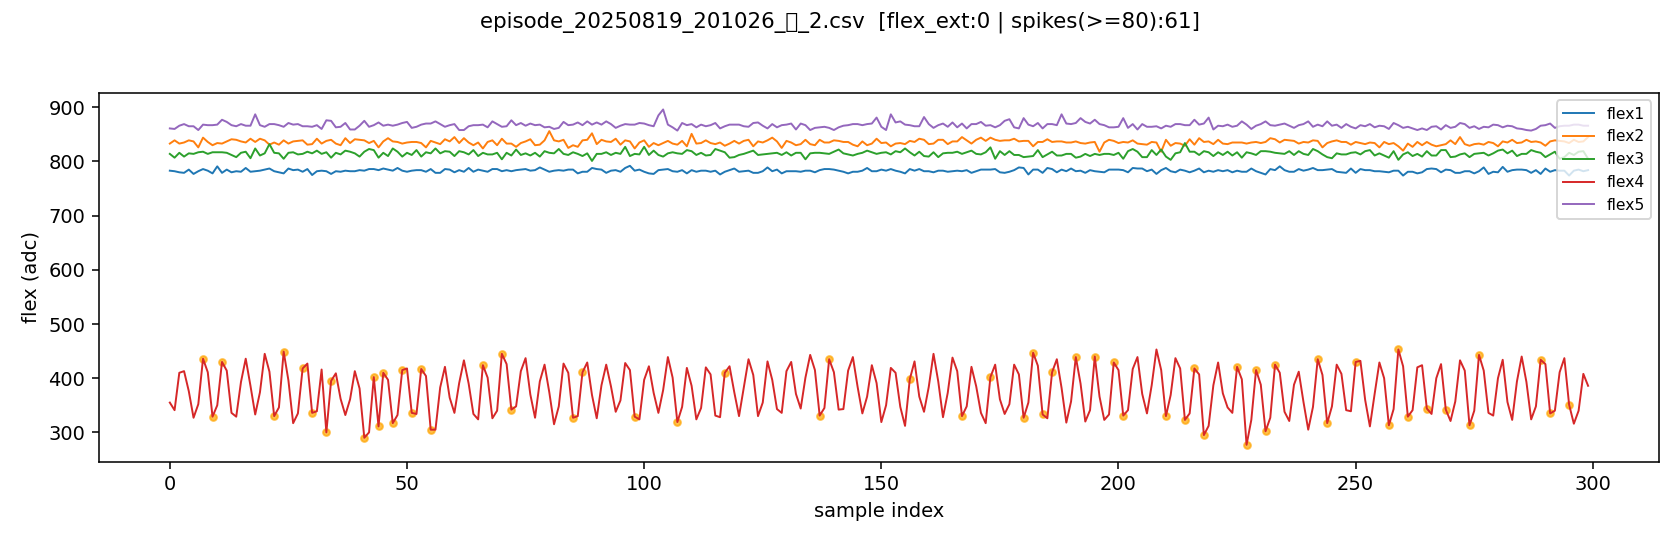 episode_20250819_201026_▯_2.csv  [flex_ext:0 | spikes(>=80):61]
900
800
700
600
500
400
300
flex (adc)
flex1
flex2
flex3
flex4
flex5
0
50
100
150
200
250
300
sample index